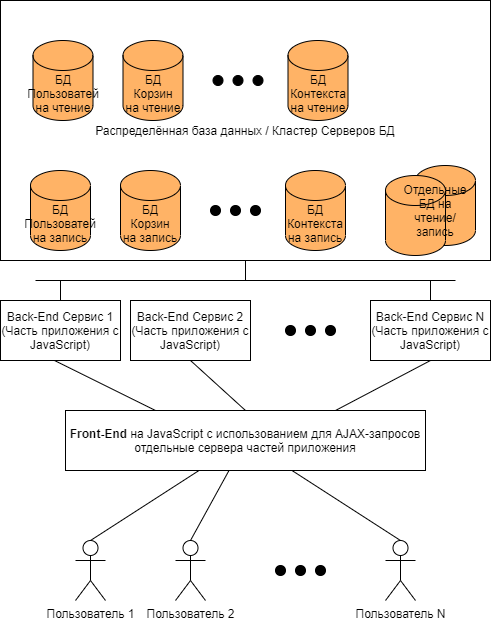 БД
Пользоватей
на чтение
БД
Корзин
на чтение
БД
Контекста
на чтение
Распределённая база данных / Кластер Серверов БД
БД
Пользоватей
на запись
БД
Корзин
на запись
БД
Контекста
на запись
Отдельные
БД на
чтение/
запись
Back-End Сервис 1
(Часть приложения с
JavaScript)
Back-End Сервис 2
(Часть приложения с
JavaScript)
Back-End Сервис N
(Часть приложения с
JavaScript)
Front-End на JavaScript с использованием для AJAX-запросов
отдельные сервера частей приложения
Пользователь 1
Пользователь 2
Пользователь N